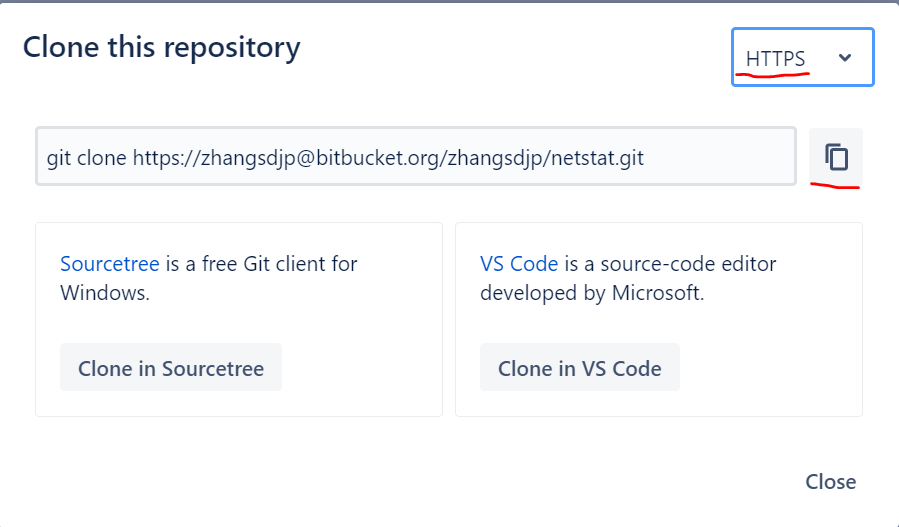 Clone this repository
HTTPS
git clone https://zhangsdjp@bitbucket.org/zhangsdjp/netstat.git
Sourcetree is a free Git client for
Windows.
Clone in Sourcetree
VS Code is a source-code editor
developed by Microsoft.
Clone in VS Code
Close